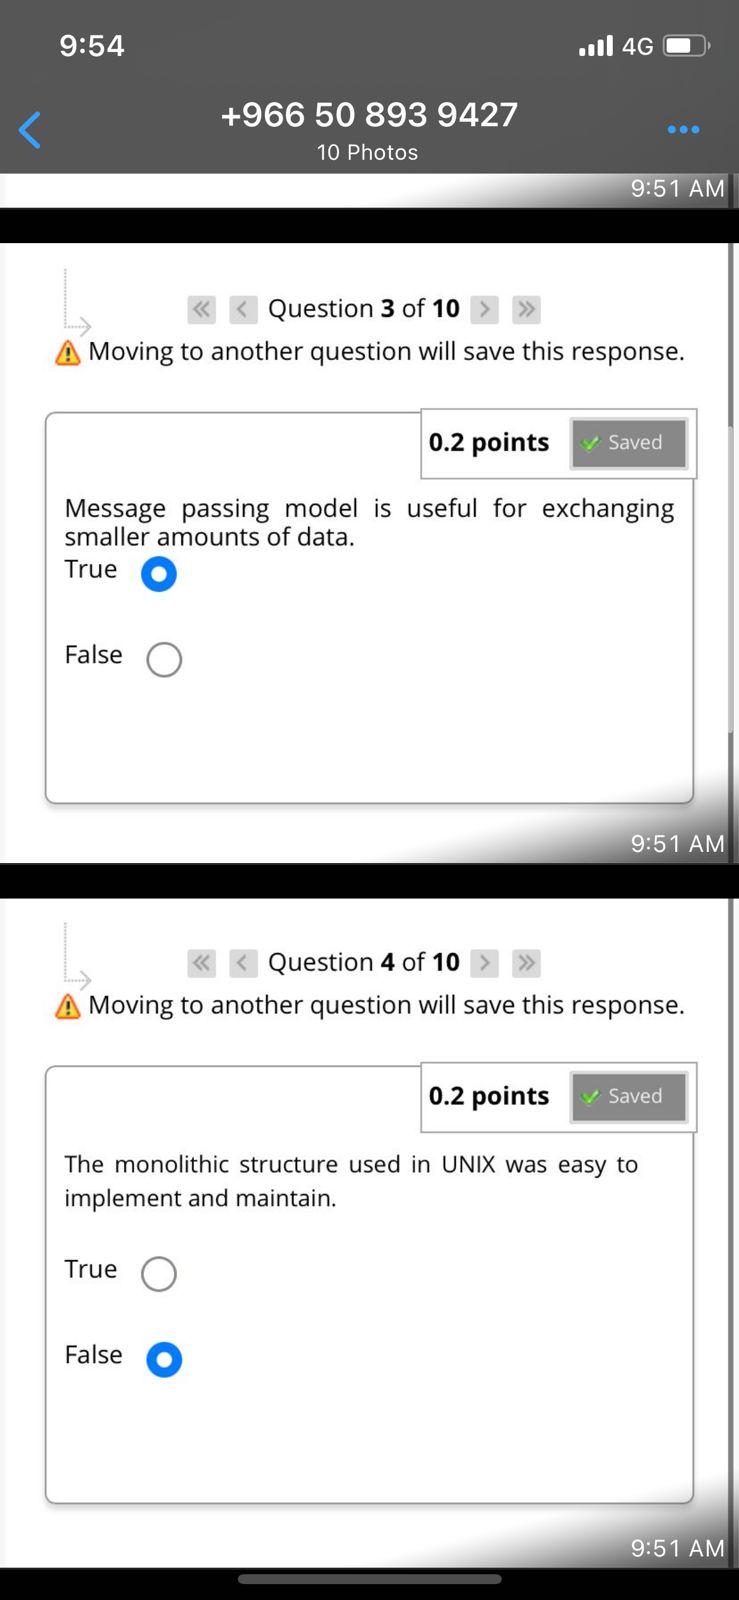 9:54
4G
+966 50 893 9427
10 Photos
9:51 AM
Question 3 of 10
Moving to another question will save this response.
0.2 points
Saved
Message passing model is useful for exchanging
smaller amounts of data.
True
False
9:51 AM
Question 4 of 10
Moving to another question will save this response.
0.2 points
Saved
The monolithic structure used in UNIX was easy to
implement and maintain.
True
False
9:51 AM